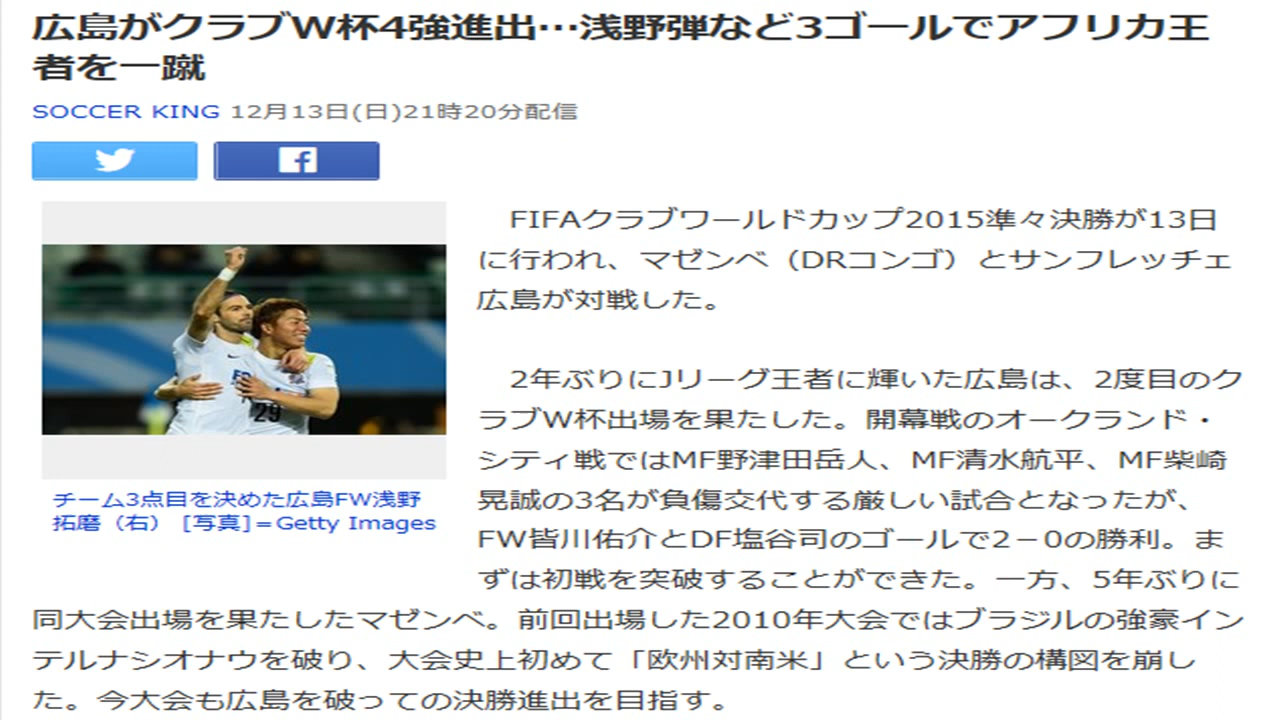 広島がクラブW杯4強進出…浅野弾など3ゴールでアフリカ王
者を一蹴
SOCCER KING 12月13日(日)21時20分配信
FIFAクラブワールドカップ2015準々決勝が13日
に行われ、マゼンベ（DRコンゴ）とサンフレッチェ
広島が対戦した。
2年ぶりにJリーグ王者に輝いた広島は、2度目のク
ラブW杯出場を果たした。開幕戦のオークランド・
シティ戦ではMF野津田岳人、MF清水航平、MF柴崎
晃誠の3名が負傷交代する厳しい試合となったが、
FW皆川佑介とDF塩谷司のゴールで2－0の勝利。ま
ずは初戦を突破することができた。一方、5年ぶりに
同大会出場を果たしたマゼンベ。前回出場した2010年大会ではブラジルの強豪イン
テルナシオナウを破り、大会史上初めて「欧州対南米」という決勝の構図を崩し
た。今大会も広島を破っての決勝進出を目指す。
29
チーム3点目を決めた広島FW浅野
拓磨（右） [写真]＝Getty Images